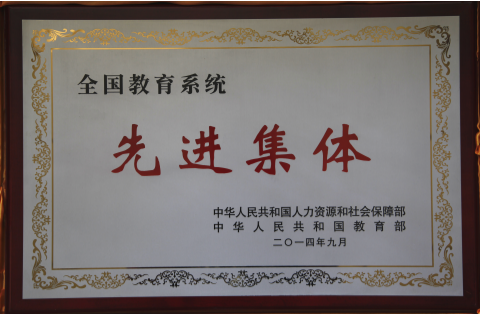 全国教育系统
先进集体
中华人民共和国人力资源和社会保障部
中华人民共和国教育部
二〇一四年九月